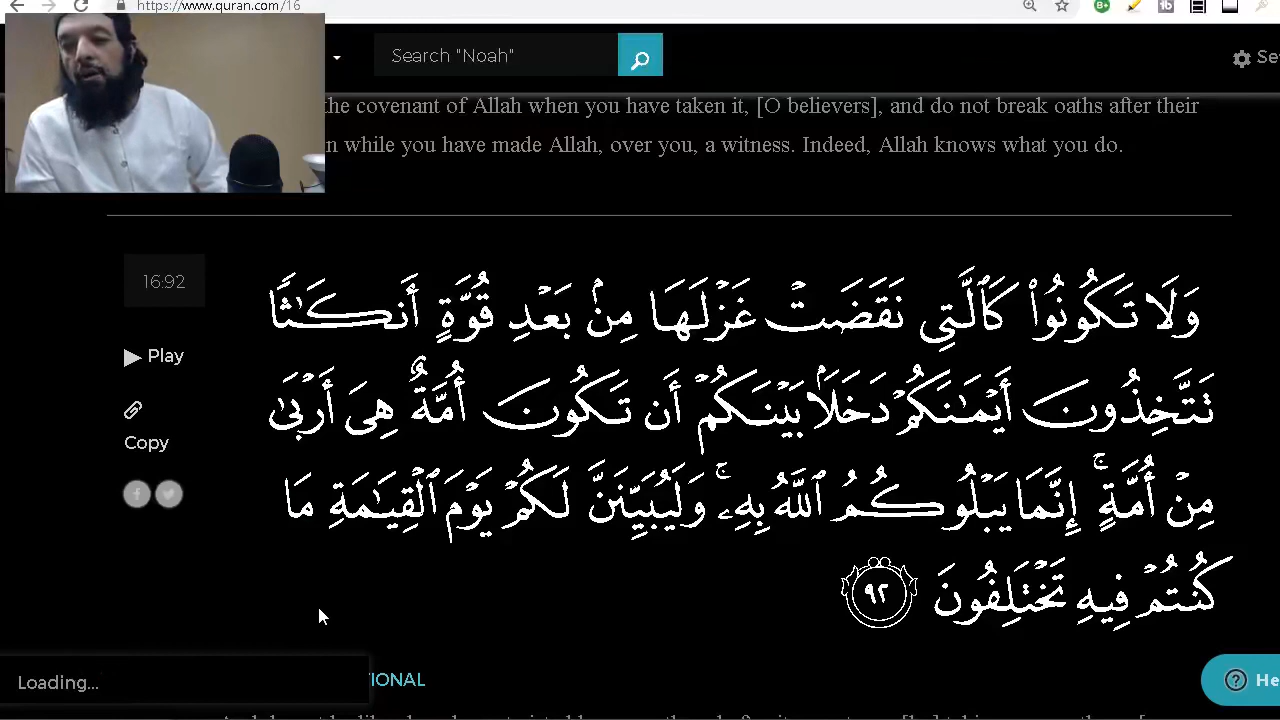 https://www.quran.com/16
Search "Noah"
the covenant of Allah when you have taken it, [O believers], and do not break oaths after their
n while you have made Allah, over you, a witness. Indeed, Allah knows what you do.
16:92
وَلَا تَكُونُوا۟ كَٱلَّتِى نَقَضَتْ غَزْلَهَا مِنۢ بَعْدِ قُوَّةٍ أَنكَـٰثًا
Play
تَتَّخِذُونَ أَيْمَـٰنَكُمْ دَخَلًۢا بَيْنَكُمْ أَن تَكُونَ أُمَّةٌ هِىَ أَرْبَىٰ
Copy
مِنْ أُمَّةٍ ۚ إِنَّمَا يَبْلُوكُمُ ٱللَّهُ بِهِۦ ۚ وَلَيُبَيِّنَنَّ لَكُمْ يَوْمَ ٱلْقِيَـٰمَةِ مَا
كُنتُمْ فِيهِ تَخْتَلِفُونَ ٩٢
Loading...
IONAL
He